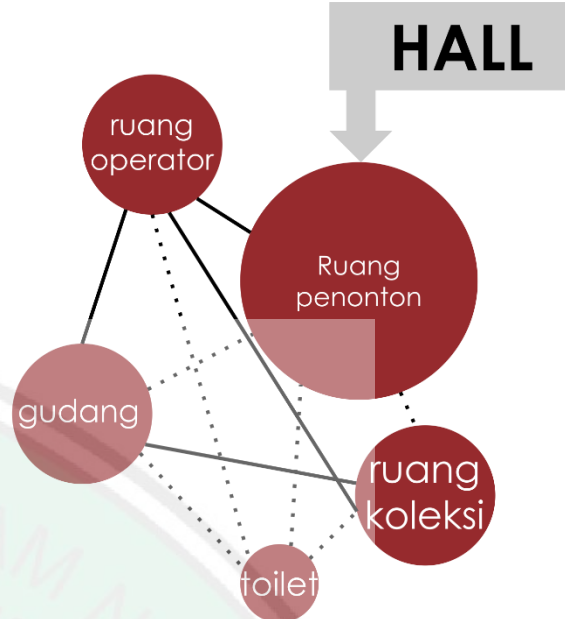 HALL
ruang
operator
Ruang
penonton
gudang
ruang
koleksi
toilet